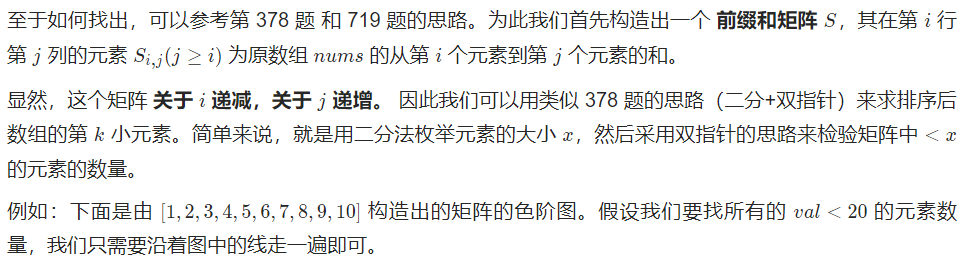 至于如何找出，可以参考第 378 题 和 719 题的思路。为此我们首先构造出一个 前缀和矩阵 S，其在第 i 行
第 j 列的元素 S_{i,j}(j ≥ i) 为原数组 nums 的从第 i 个元素到第 j 个元素的和。
显然，这个矩阵 关于 i 递减，关于 j 递增。 因此我们可以用类似 378 题的思路（二分+双指针）来求排序后
数组的第 k 小元素。简单来说，就是用二分法枚举元素的大小 x，然后采用双指针的思路来检验矩阵中 < x
的元素的数量。
例如：下面是由 [1, 2, 3, 4, 5, 6, 7, 8, 9, 10] 构造出的矩阵的色阶图。假设我们要找所有的 val < 20 的元素数
量，我们只需要沿着图中的线走一遍即可。